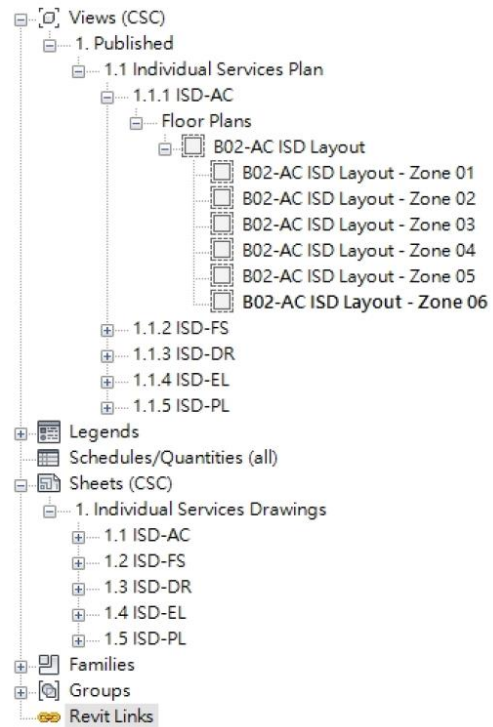 Views (CSC)
1. Published
1.1 Individual Services Plan
1.1.1 ISD-AC
Floor Plans
B02-AC ISD Layout
B02-AC ISD Layout - Zone 01
B02-AC ISD Layout - Zone 02
B02-AC ISD Layout - Zone 03
B02-AC ISD Layout - Zone 04
B02-AC ISD Layout - Zone 05
B02-AC ISD Layout - Zone 06
1.1.2 ISD-FS
1.1.3 ISD-DR
1.1.4 ISD-EL
1.1.5 ISD-PL
Legends
Schedules/Quantities (all)
Sheets (CSC)
1. Individual Services Drawings
1.1 ISD-AC
1.2 ISD-FS
1.3 ISD-DR
1.4 ISD-EL
1.5 ISD-PL
Families
Groups
Revit Links